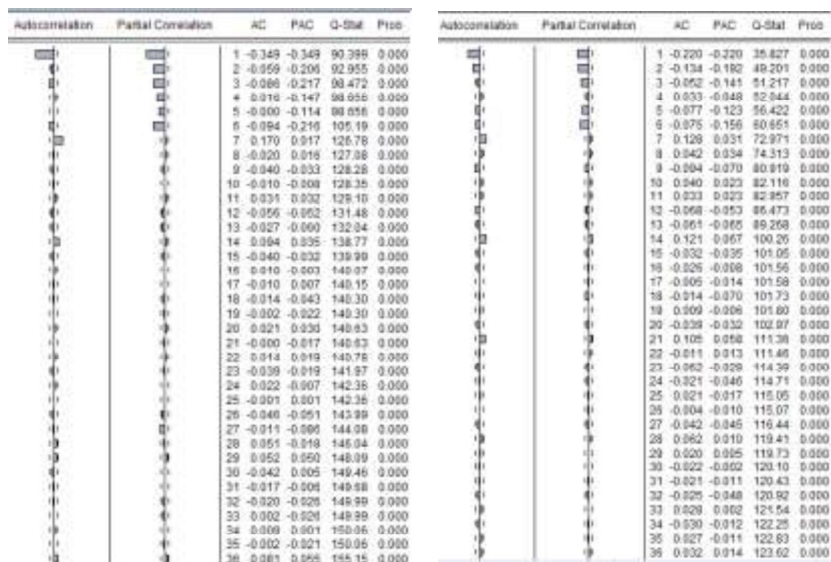 Autocorrelation Partial Correlation AC PAC Q-Stat Prob
1 -0.349 -0.349 90.399 0.000
2 -0.059 -0.206 92.955 0.000
3 -0.086 -0.217 98.472 0.000
4 0.016 -0.147 98.656 0.000
5 -0.000 -0.114 98.656 0.000
6 -0.094 -0.216 105.19 0.000
7 0.170 0.017 126.78 0.000
8 -0.020 0.016 127.08 0.000
9 -0.040 -0.033 128.28 0.000
10 -0.010 -0.008 128.35 0.000
11 0.031 0.032 129.10 0.000
12 -0.056 -0.052 131.48 0.000
13 -0.027 -0.060 132.04 0.000
14 0.094 0.035 138.77 0.000
15 -0.040 -0.032 139.99 0.000
16 0.010 -0.003 140.07 0.000
17 -0.010 0.007 140.15 0.000
18 -0.014 -0.043 140.30 0.000
19 -0.002 -0.022 140.30 0.000
20 0.021 0.030 140.63 0.000
21 -0.000 -0.017 140.63 0.000
22 0.014 0.019 140.78 0.000
23 -0.039 -0.019 141.97 0.000
24 0.022 -0.007 142.36 0.000
25 -0.001 0.001 142.36 0.000
26 -0.046 -0.051 143.99 0.000
27 -0.011 -0.086 144.08 0.000
28 0.051 -0.018 146.04 0.000
29 0.052 0.050 148.09 0.000
30 -0.042 0.005 149.46 0.000
31 -0.017 -0.006 149.68 0.000
32 -0.020 -0.026 149.99 0.000
33 0.002 -0.026 149.99 0.000
34 0.009 0.001 150.06 0.000
35 -0.002 -0.021 150.06 0.000
36 0.081 0.055 155.15 0.000
Autocorrelation Partial Correlation AC PAC Q-Stat Prob
1 -0.220 -0.220 35.827 0.000
2 -0.134 -0.192 49.201 0.000
3 -0.052 -0.141 51.217 0.000
4 0.033 -0.048 52.044 0.000
5 -0.077 -0.123 56.422 0.000
6 -0.075 -0.156 60.651 0.000
7 0.128 0.031 72.971 0.000
8 0.042 0.034 74.313 0.000
9 -0.094 -0.070 80.919 0.000
10 0.040 0.023 82.116 0.000
11 0.033 0.023 82.957 0.000
12 -0.068 -0.053 86.473 0.000
13 -0.061 -0.065 89.268 0.000
14 0.121 0.067 100.26 0.000
15 -0.032 -0.035 101.05 0.000
16 -0.026 -0.008 101.56 0.000
17 -0.005 -0.014 101.58 0.000
18 -0.014 -0.070 101.73 0.000
19 0.009 -0.006 101.80 0.000
20 -0.039 -0.032 102.97 0.000
21 0.105 0.058 111.38 0.000
22 -0.011 0.013 111.46 0.000
23 -0.062 -0.029 114.39 0.000
24 -0.021 -0.046 114.71 0.000
25 0.021 -0.017 115.05 0.000
26 -0.004 -0.010 115.07 0.000
27 -0.042 -0.045 116.44 0.000
28 0.062 0.010 119.41 0.000
29 0.020 0.005 119.73 0.000
30 -0.022 -0.002 120.10 0.000
31 -0.021 -0.011 120.43 0.000
32 -0.025 -0.048 120.92 0.000
33 0.028 0.002 121.54 0.000
34 -0.030 -0.012 122.25 0.000
35 0.027 -0.011 122.83 0.000
36 0.032 0.014 123.62 0.000